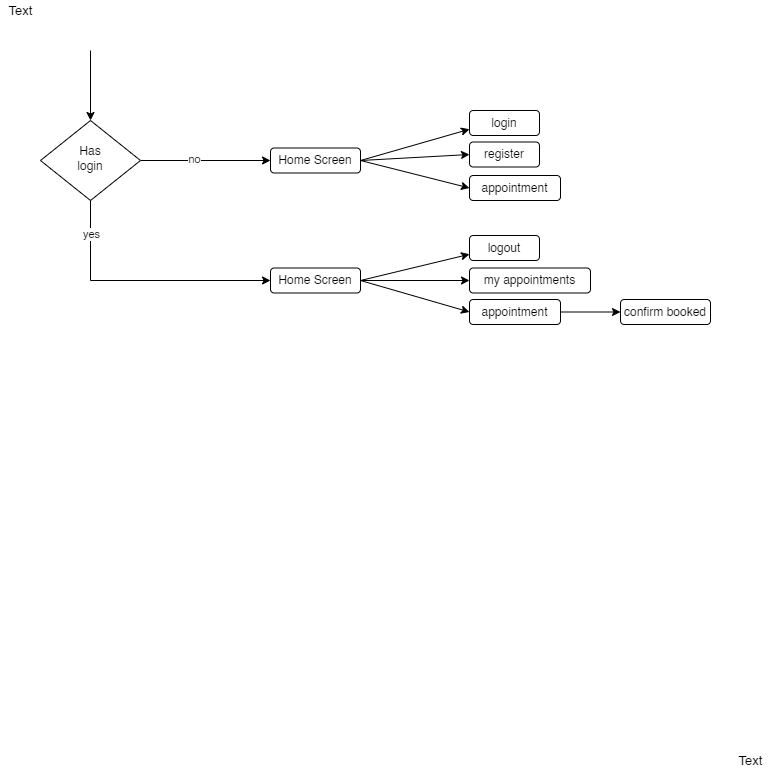 Text
Has
login
no
Home Screen
login
register
appointment
yes
Home Screen
logout
my appointments
appointment
confirm booked
Text